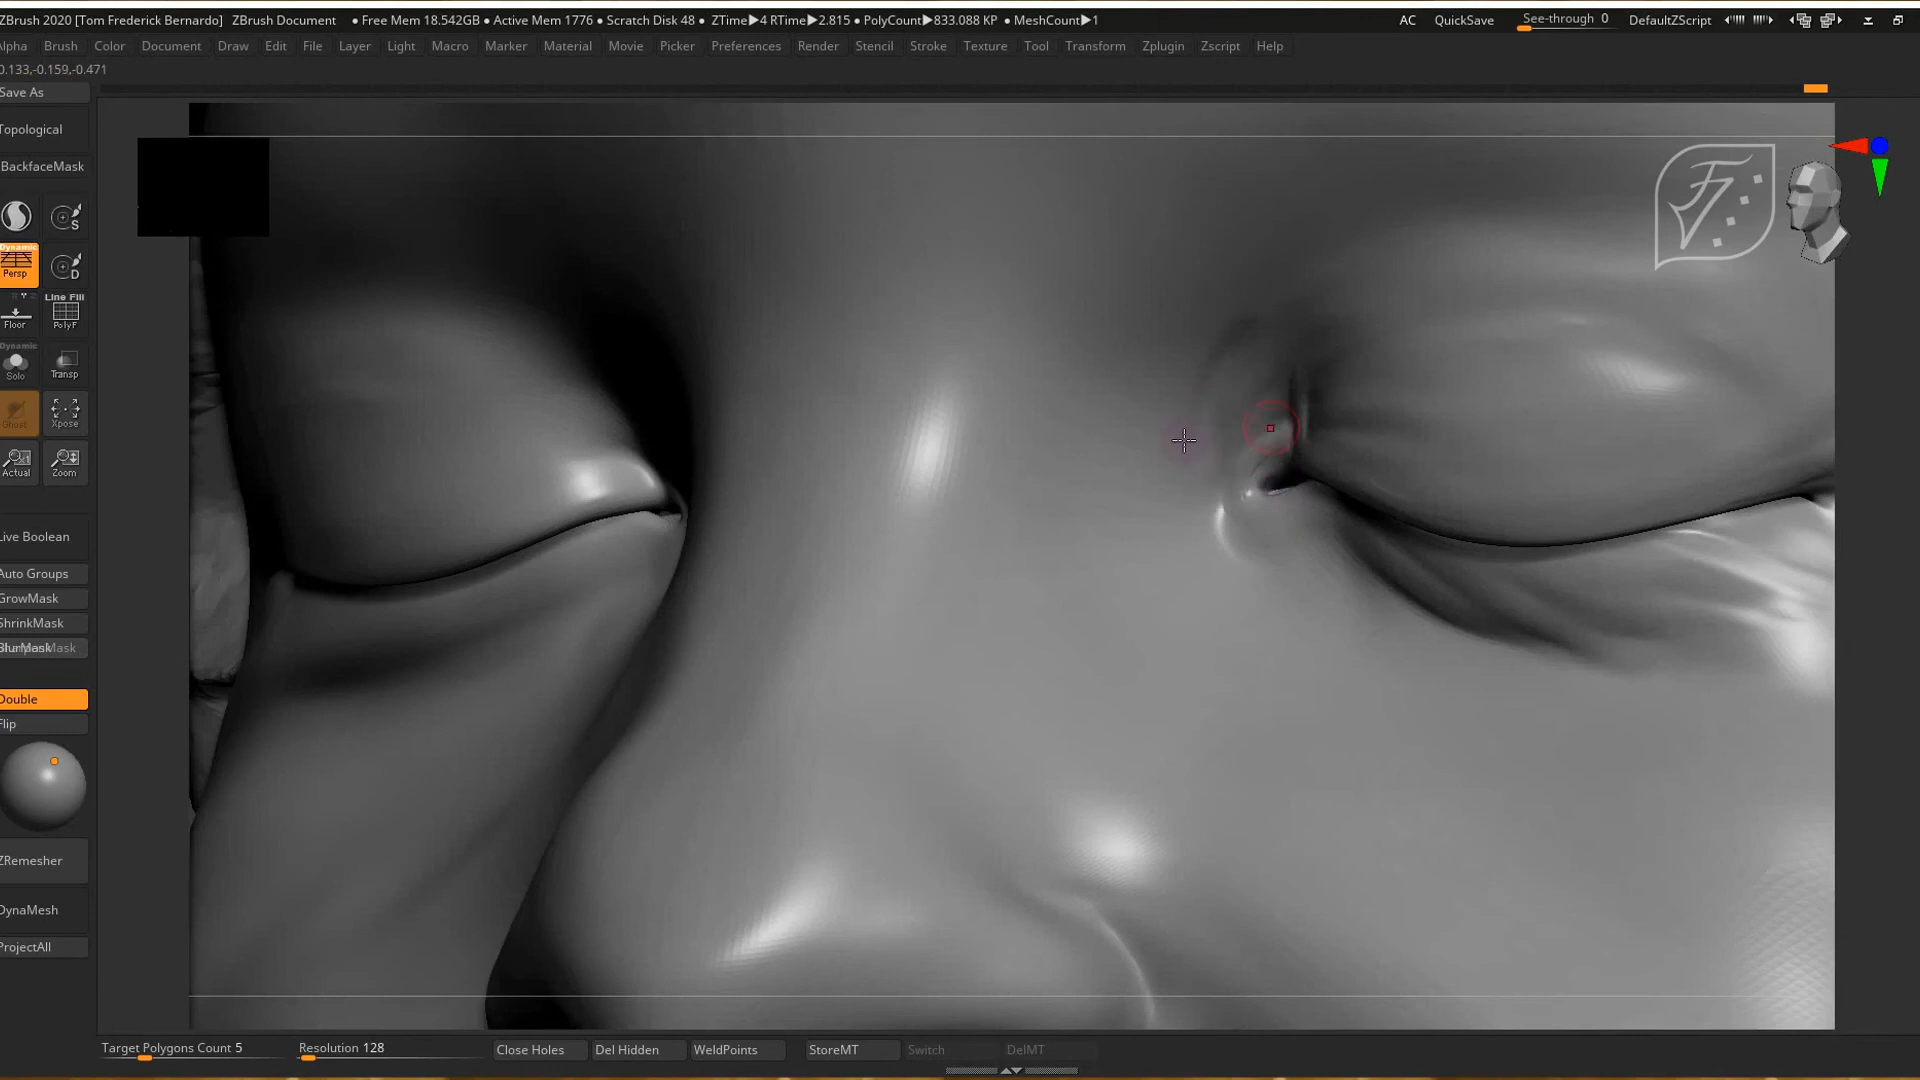 ZBrush 2020 [Tom Frederick Bernardo] ZBrush Document ● Free Mem 18.542GB ● Active Mem 1776 ● Scratch Disk 48 ● ZTime▶4 RTime▶2.815 ● PolyCount▶833.088 KP ● MeshCount▶1 AC QuickSave See-through 0 DefaultZScript
Alpha Brush Color Document Draw Edit File Layer Light Macro Marker Material Movie Picker Preferences Render Stencil Stroke Texture Tool Transform Zplugin Zscript Help
0.133,-0.159,-0.471
Save As
Topological
BackfaceMask
S
Dynamic
Persp
D
Line Fill
Floor
PolyF
Dynamic
Solo
Transp
Ghost
Xpose
Actual
Zoom
Live Boolean
Auto Groups
GrowMask
ShrinkMask
BlurMask
Double
Flip
ZRemesher
DynaMesh
ProjectAll
Target Polygons Count 5 Resolution 128 Close Holes Del Hidden WeldPoints StoreMT Switch DelMT